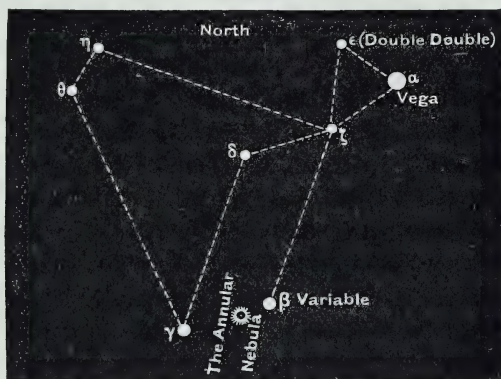 North
η
ε (Double Double)
α
Vega
θ
ζ
δ
β Variable
γ
The Annular
Nebula